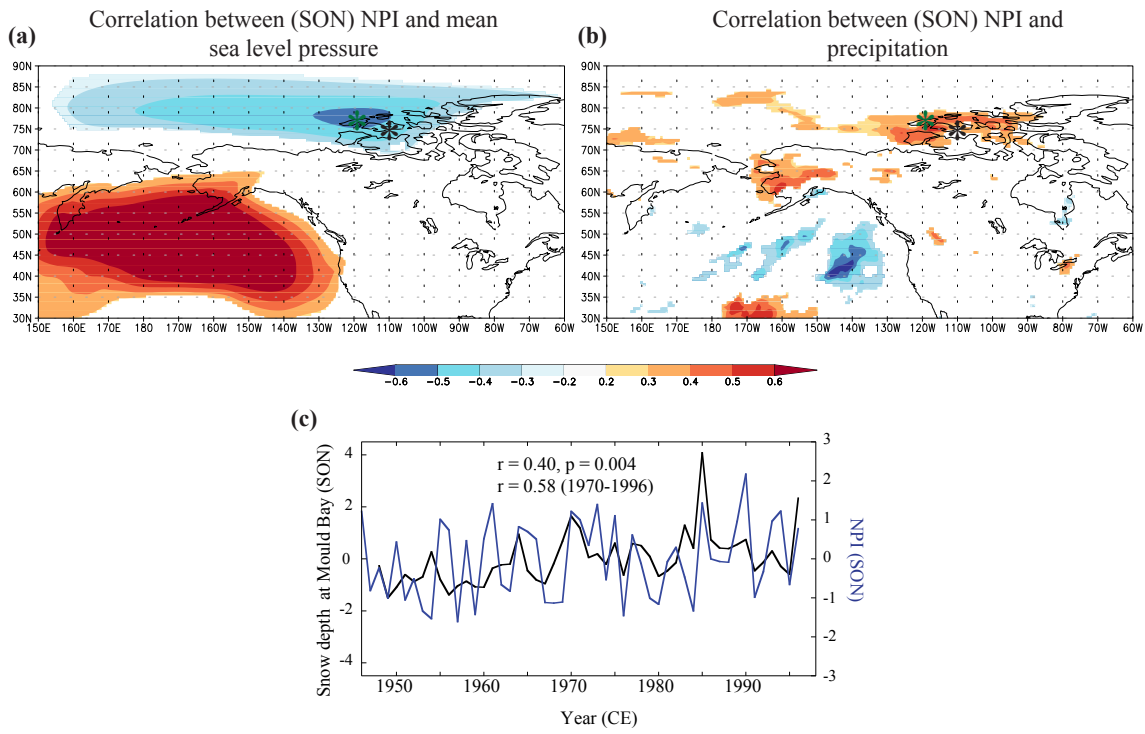 Correlation between (SON) NPI and mean
sea level pressure
(a)
90N
85N
80N
75N
70N
65N
60N
55N
50N
45N
40N
35N
30N
150E 160E 170E 180 170W 160W 150W 140W 130W 120W 110W 100W 90W 80W 70W 60W
Correlation between (SON) NPI and
precipitation
(b)
90N
85N
80N
75N
70N
65N
60N
55N
50N
45N
40N
35N
30N
150E 160E 170E 180 170W 160W 150W 140W 130W 120W 110W 100W 90W 80W 70W 60W
-0.6 -0.5 -0.4 -0.3 -0.2 0.2 0.3 0.4 0.5 0.6
(c)
Snow depth at Mould Bay (SON)
4
2
0
-2
-4
r = 0.40, p = 0.004
r = 0.58 (1970-1996)
3
2
1
0
-1
-2
-3
NPI (SON)
1950 1960 1970 1980 1990
Year (CE)